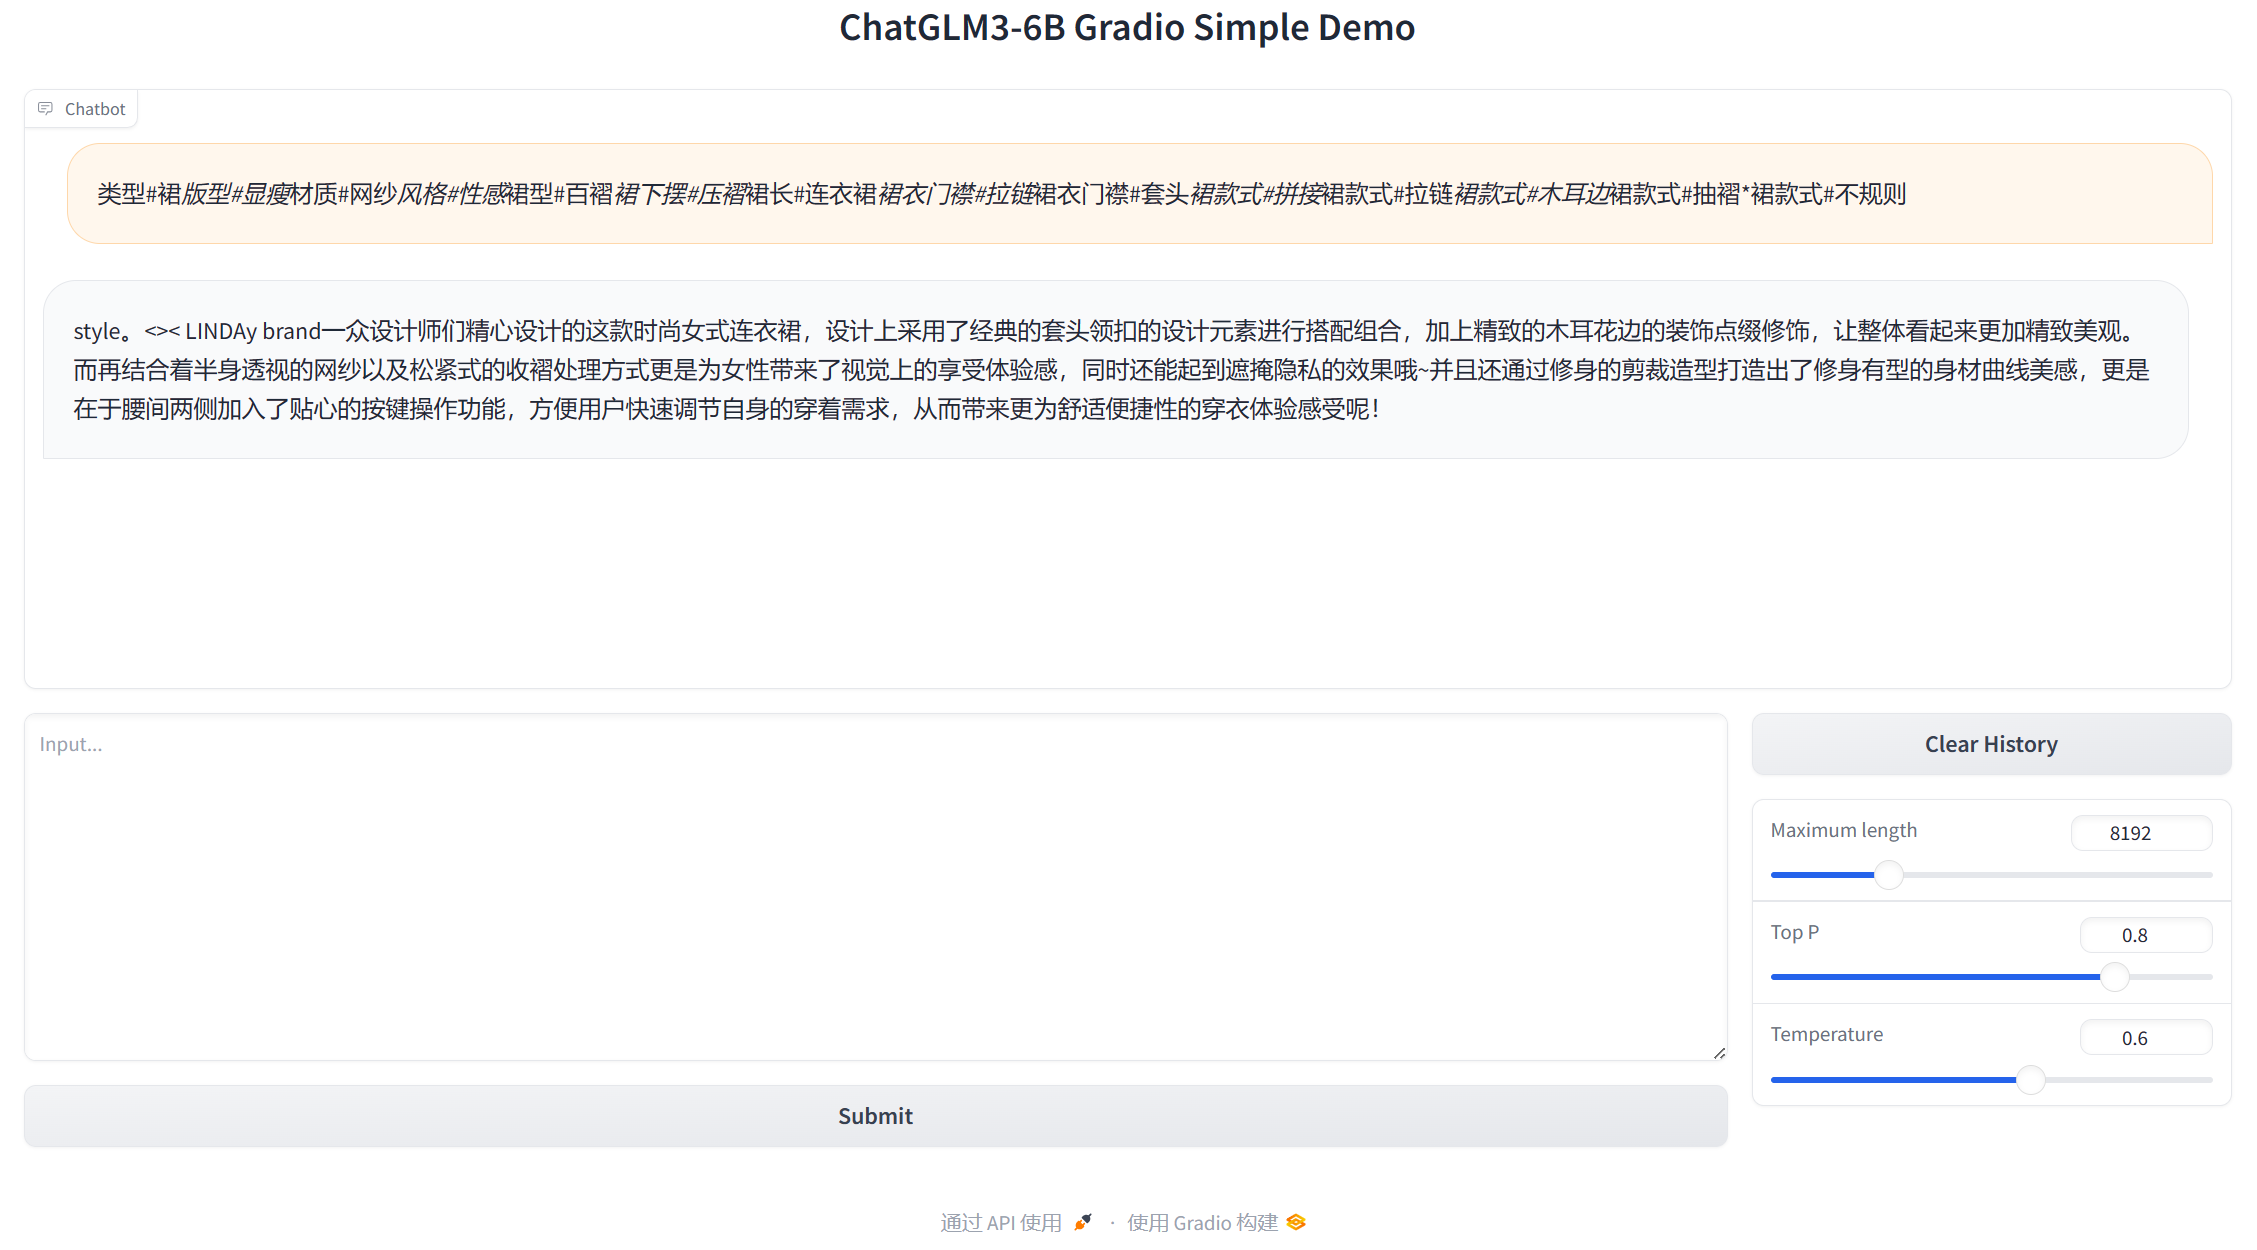 ChatGLM3-6B Gradio Simple Demo
Chatbot
类型#裙版型#显瘦材质#网纱风格#性感裙型#百褶裙下摆#压褶裙长#连衣裙裙衣门襟#拉链裙衣门襟#套头裙款式#拼接裙款式#拉链裙款式#木耳边裙款式#抽褶*裙款式#不规则
style。<>< LINDAy brand一众设计师们精心设计的这款时尚女式连衣裙，设计上采用了经典的套头领扣的设计元素进行搭配组合，加上精致的木耳花边的装饰点缀修饰，让整体看起来更加精致美观。
而再结合着半身透视的网纱以及松紧式的收褶处理方式更是为女性带来了视觉上的享受体验感，同时还能起到遮掩隐私的效果哦~并且还通过修身的剪裁造型打造出了修身有型的身材曲线美感，更是
在于腰间两侧加入了贴心的按键操作功能，方便用户快速调节自身的穿着需求，从而带来更为舒适便捷性的穿衣体验感受呢！
Input...
Clear History
Maximum length
8192
Top P
0.8
Temperature
0.6
Submit
通过 API 使用 · 使用 Gradio 构建